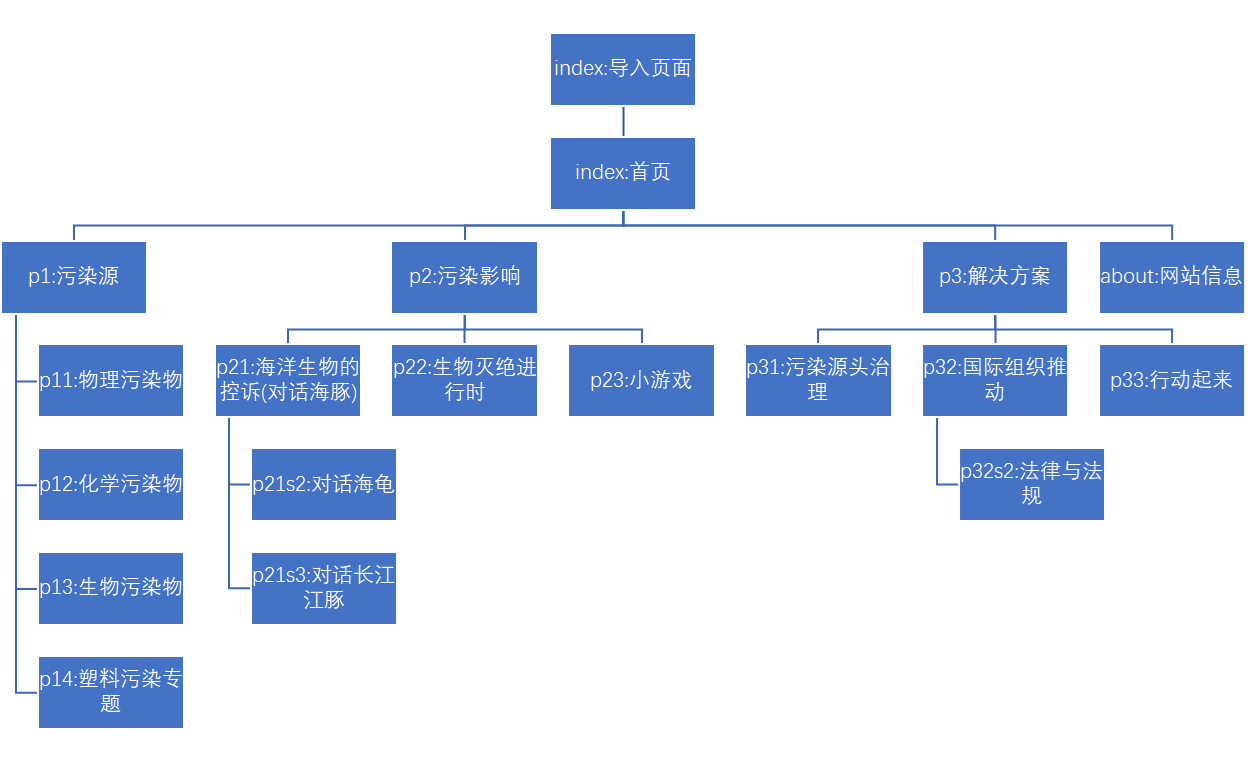 index:导入页面
index:首页
p1:污染源
p2:污染影响
p3:解决方案
about:网站信息
p11:物理污染物
p21:海洋生物的
控诉(对话海豚)
p22:生物灭绝进
行时
p23:小游戏
p31:污染源头治
理
p32:国际组织推
动
p33:行动起来
p12:化学污染物
p21s2:对话海龟
p32s2:法律与法
规
p13:生物污染物
p21s3:对话长江
江豚
p14:塑料污染专
题